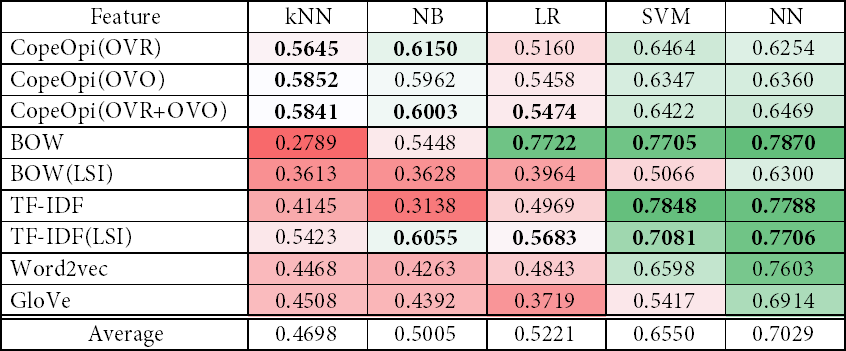 Feature kNN NB LR SVM NN
CopeOpi(OVR) 0.5645 0.6150 0.5160 0.6464 0.6254
CopeOpi(OVO) 0.5852 0.5962 0.5458 0.6347 0.6360
CopeOpi(OVR+OVO) 0.5841 0.6003 0.5474 0.6422 0.6469
BOW 0.2789 0.5448 0.7722 0.7705 0.7870
BOW(LSI) 0.3613 0.3628 0.3964 0.5066 0.6300
TF-IDF 0.4145 0.3138 0.4969 0.7848 0.7788
TF-IDF(LSI) 0.5423 0.6055 0.5683 0.7081 0.7706
Word2vec 0.4468 0.4263 0.4843 0.6598 0.7603
GloVe 0.4508 0.4392 0.3719 0.5417 0.6914
Average 0.4698 0.5005 0.5221 0.6550 0.7029